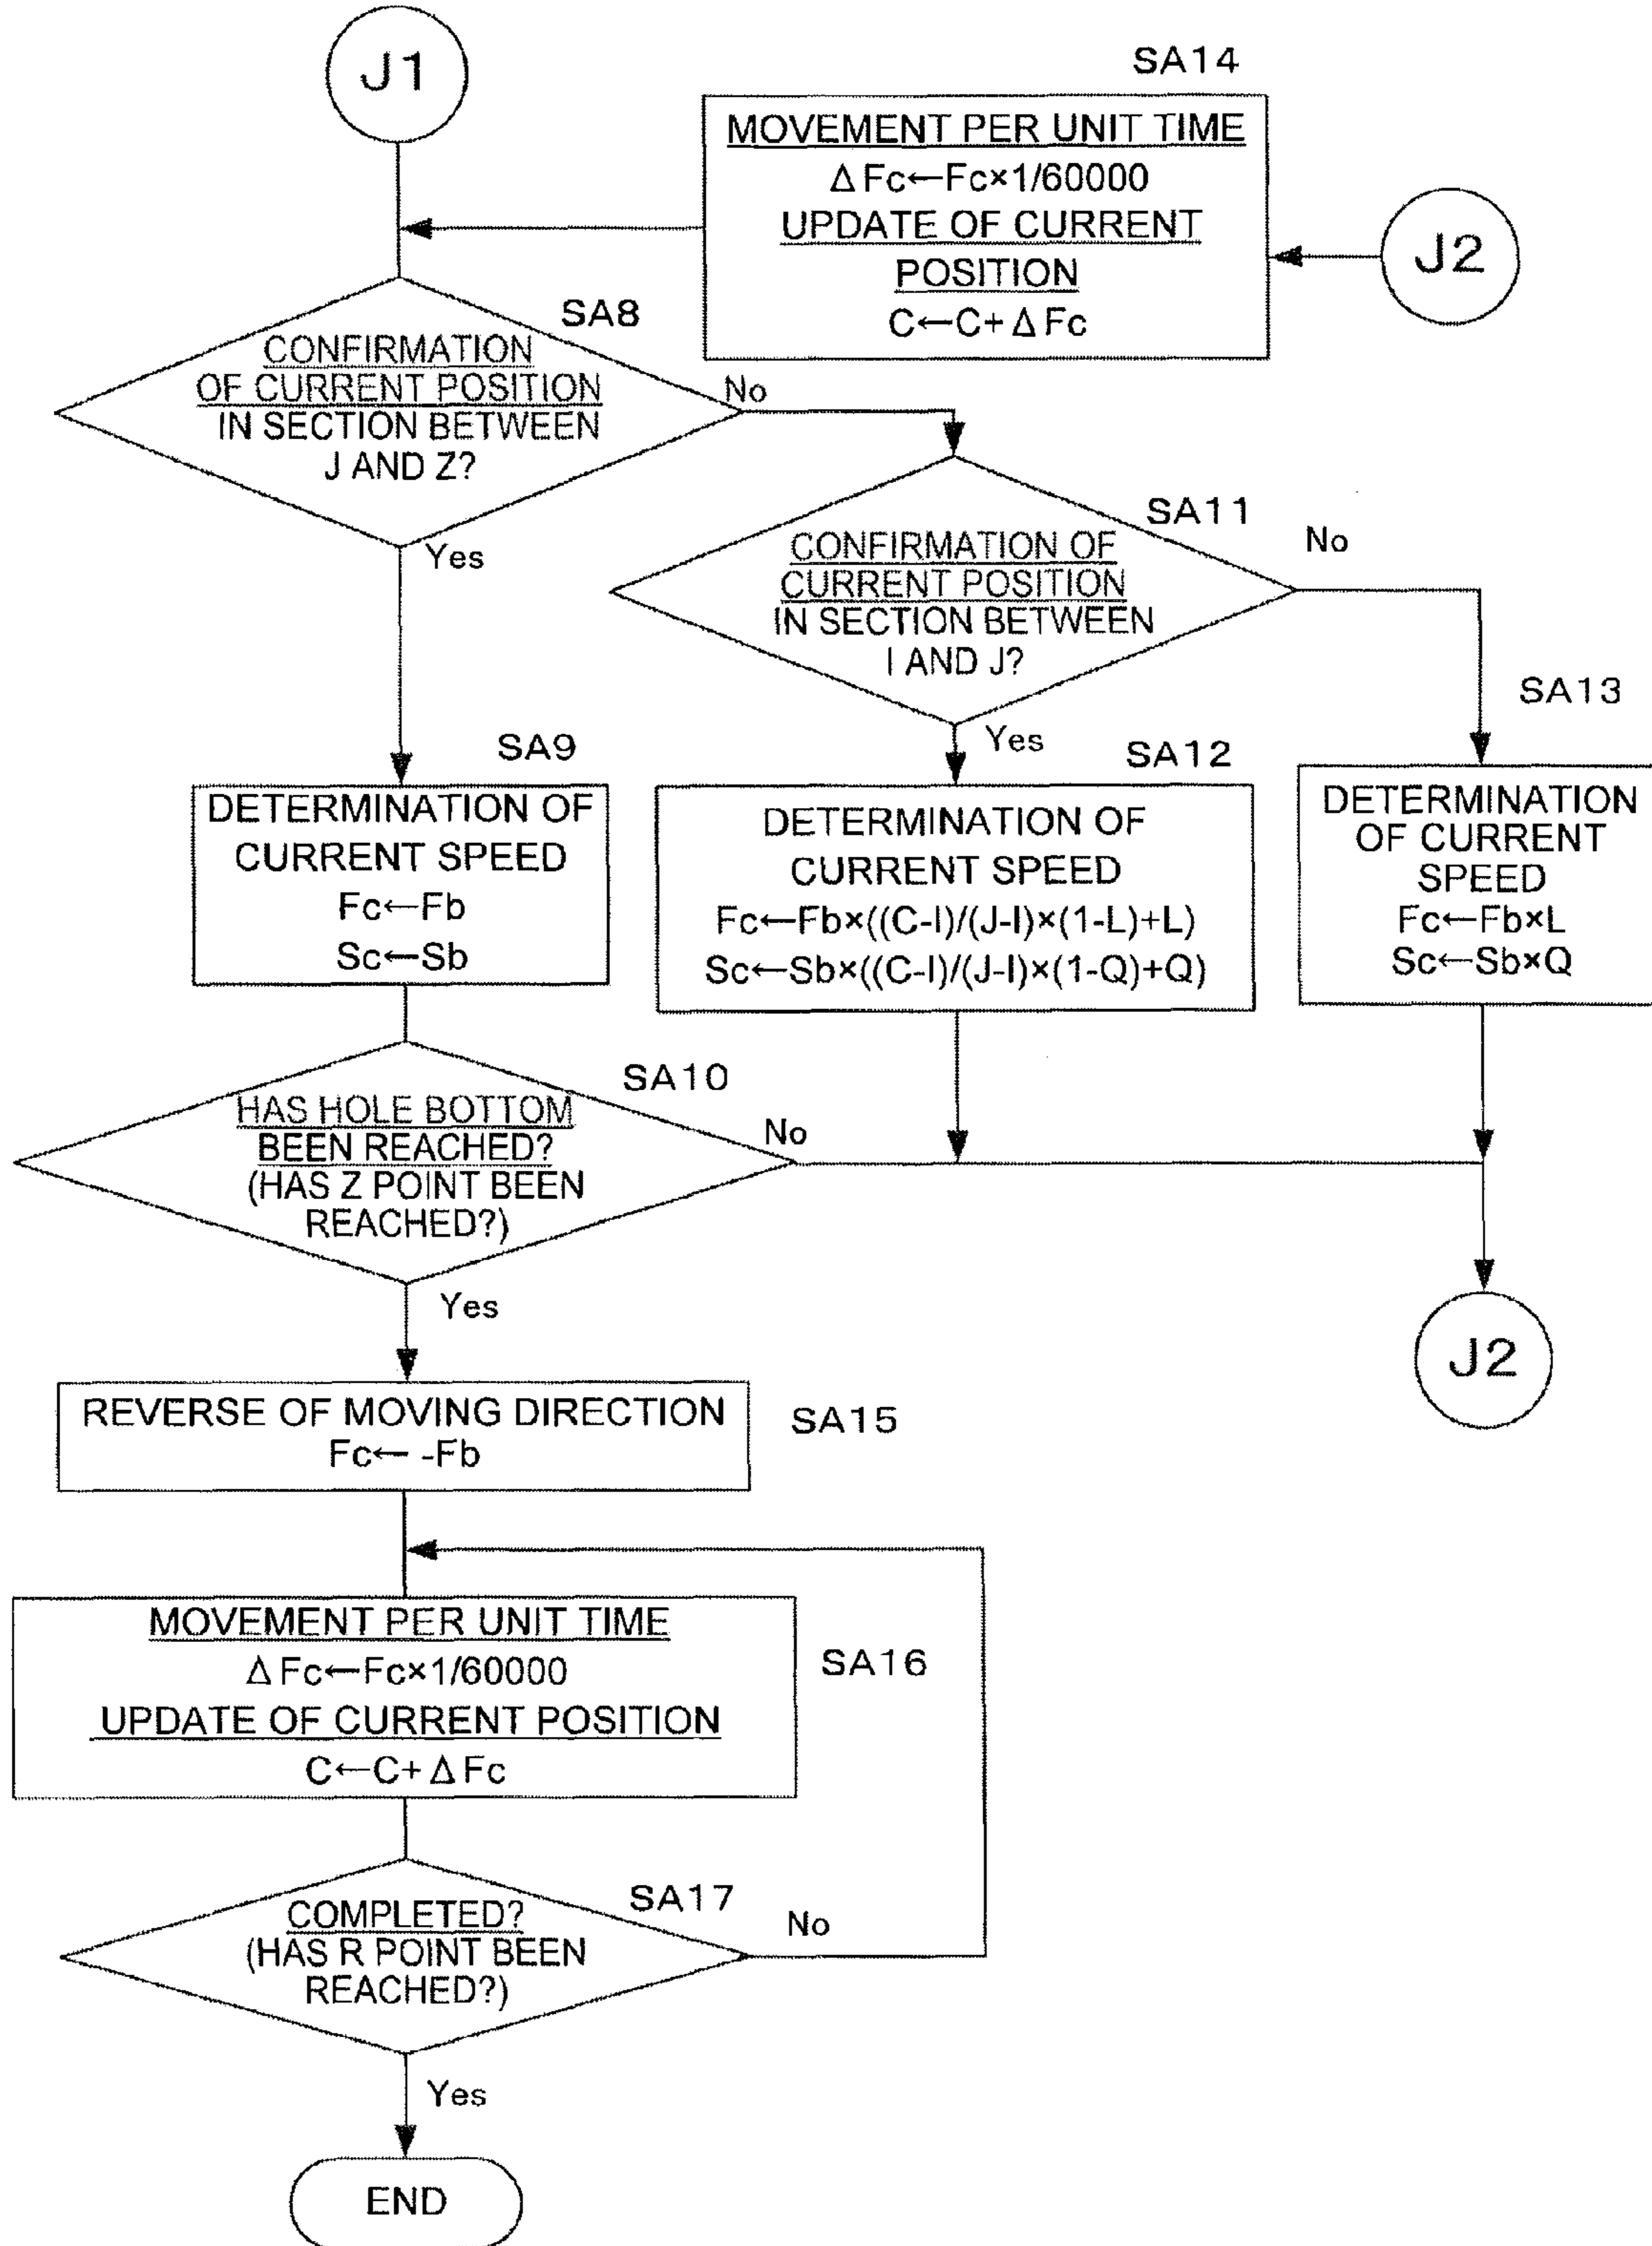 J1
SA14
MOVEMENT PER UNIT TIME
ΔFc←Fc×1/60000
UPDATE OF CURRENT
POSITION
C←C+ΔFc
J2
SA8
CONFIRMATION
OF CURRENT POSITION
IN SECTION BETWEEN
J AND Z?
No
Yes
SA11
CONFIRMATION OF
CURRENT POSITION
IN SECTION BETWEEN
I AND J?
No
Yes
SA9
DETERMINATION OF
CURRENT SPEED
Fc←Fb
Sc←Sb
SA12
DETERMINATION OF
CURRENT SPEED
Fc←Fb×((C-I)/(J-I)×(1-L)+L)
Sc←Sb×((C-I)/(J-I)×(1-Q)+Q)
SA13
DETERMINATION
OF CURRENT
SPEED
Fc←Fb×L
Sc←Sb×Q
SA10
HAS HOLE BOTTOM
BEEN REACHED?
(HAS Z POINT BEEN
REACHED?)
No
Yes
J2
REVERSE OF MOVING DIRECTION
Fc← -Fb
SA15
MOVEMENT PER UNIT TIME
ΔFc←Fc×1/60000
UPDATE OF CURRENT POSITION
C←C+ΔFc
SA16
SA17
COMPLETED?
(HAS R POINT BEEN
REACHED?)
No
Yes
END